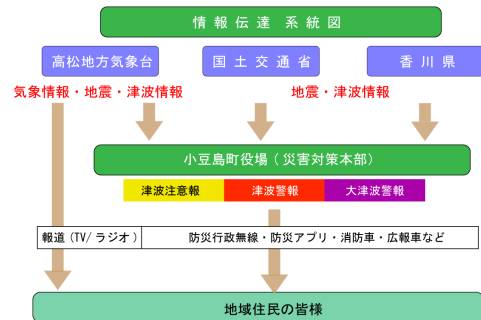 情報伝達系統図
高松地方気象台 国土交通省 香川県
気象情報・地震・津波情報 地震・津波情報
小豆島町役場(災害対策本部)
津波注意報 津波警報 大津波警報
報道(TV/ラジオ) 防災行政無線・防災アプリ・消防車・広報車など
地域住民の皆様